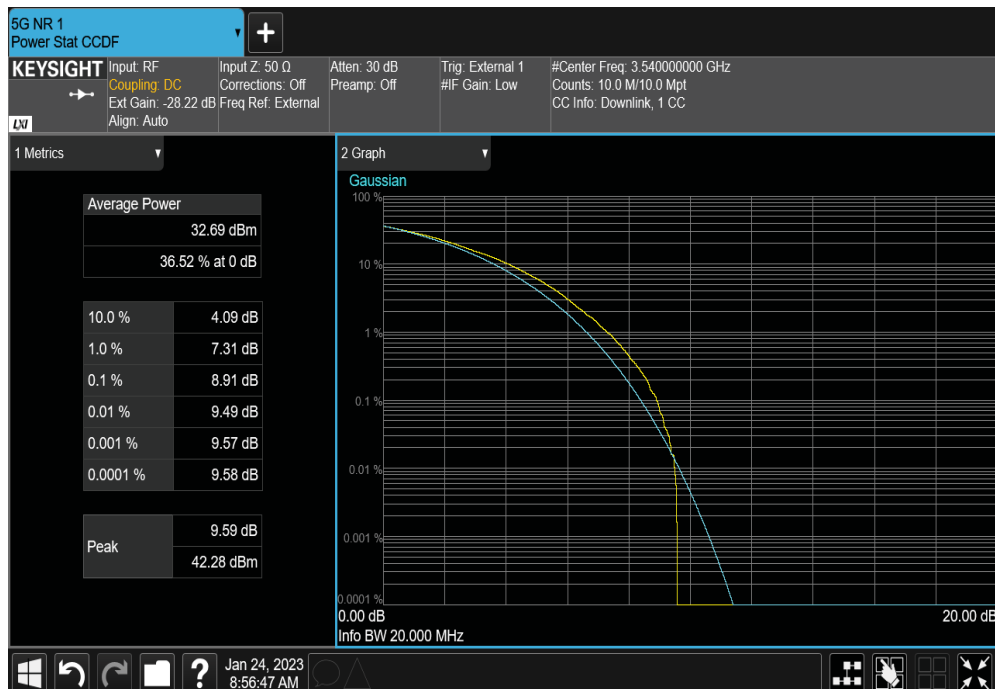 5G NR 1
Power Stat CCDF
KEYSIGHT
LXI
Input: RF
Coupling: DC
Ext Gain: -28.22 dB
Align: Auto
Input Z: 50 Ω
Corrections: Off
Freq Ref: External
Atten: 30 dB
Preamp: Off
Trig: External 1
#IF Gain: Low
#Center Freq: 3.540000000 GHz
Counts: 10.0 M/10.0 Mpt
CC Info: Downlink, 1 CC
1 Metrics
Average Power
32.69 dBm
36.52 % at 0 dB
10.0 % 4.09 dB
1.0 % 7.31 dB
0.1 % 8.91 dB
0.01 % 9.49 dB
0.001 % 9.57 dB
0.0001 % 9.58 dB
Peak
9.59 dB
42.28 dBm
2 Graph
Gaussian
100 %
10 %
1 %
0.1 %
0.01 %
0.001 %
0.0001 %
0.00 dB 20.00 dB
Info BW 20.000 MHz
?
Jan 24, 2023
8:56:47 AM